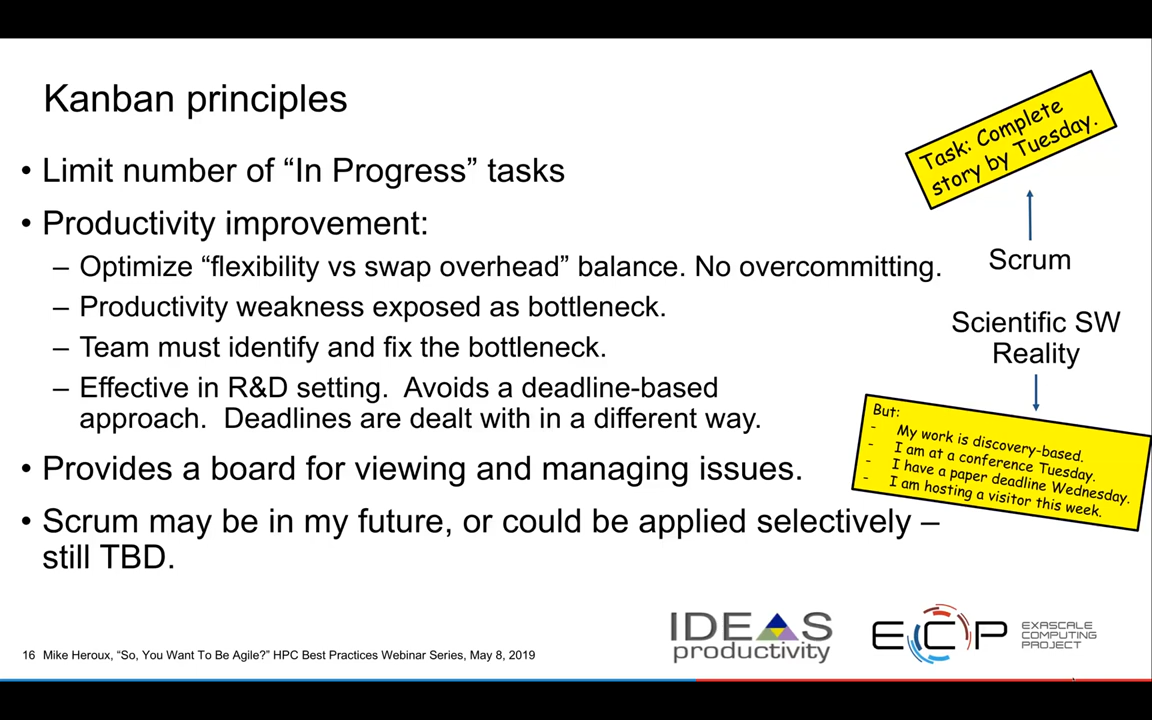 Kanban principles
• Limit number of “In Progress” tasks
• Productivity improvement:
– Optimize “flexibility vs swap overhead” balance. No overcommitting.
– Productivity weakness exposed as bottleneck.
– Team must identify and fix the bottleneck.
– Effective in R&D setting. Avoids a deadline-based
approach. Deadlines are dealt with in a different way.
• Provides a board for viewing and managing issues.
• Scrum may be in my future, or could be applied selectively –
still TBD.
Task: Complete
story by Tuesday.
Scrum
Scientific SW
Reality
But:
- My work is discovery-based.
- I am at a conference Tuesday.
- I have a paper deadline Wednesday.
- I am hosting a visitor this week.
IDEAS
productivity
ECP
EXASCALE
COMPUTING
PROJECT
16 Mike Heroux, “So, You Want To Be Agile?” HPC Best Practices Webinar Series, May 8, 2019